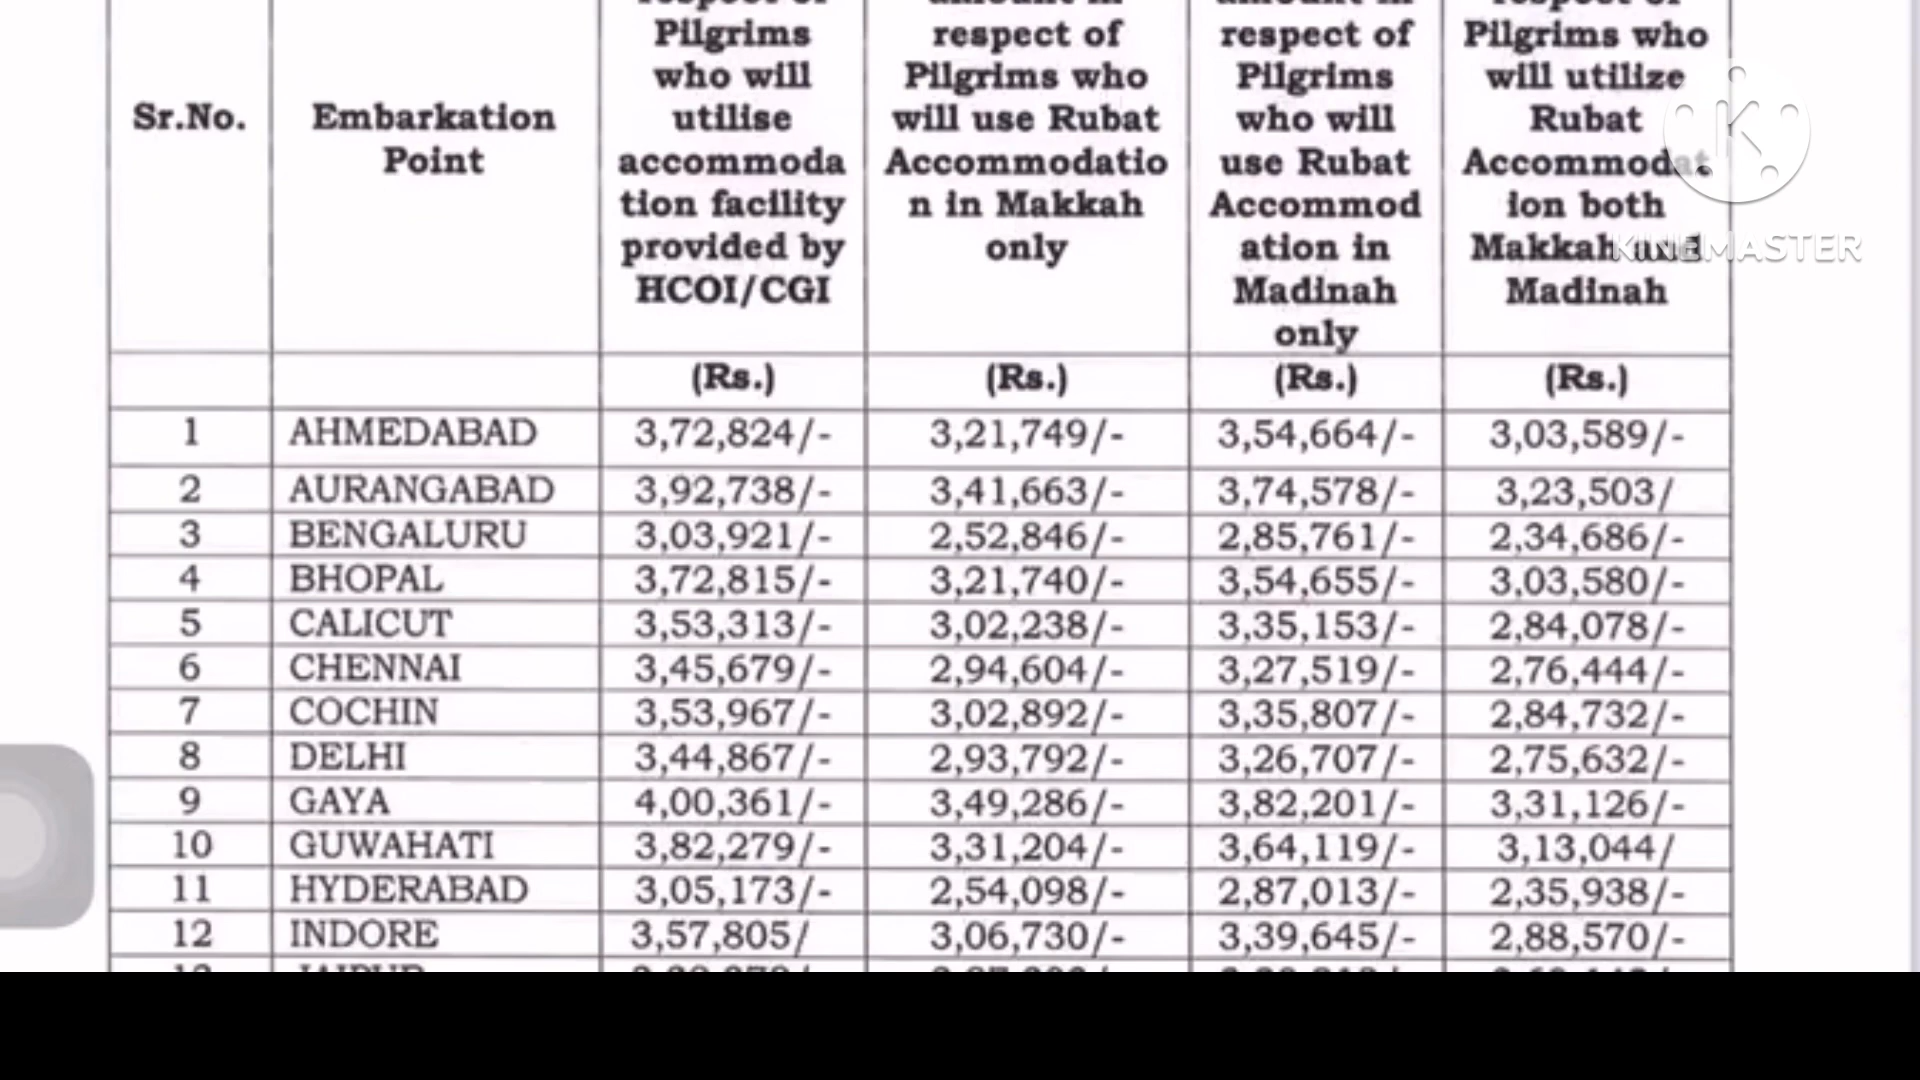 Sr.No.
Embarkation
Point
respect of
Pilgrims
who will
utilise
accommoda
tion facility
provided by
HCOI/CGI
amount in
respect of
Pilgrims who
will use Rubat
Accommodatio
n in Makkah
only
amount in
respect of
Pilgrims
who will
use Rubat
Accommod
ation in
Madinah
only
respect of
Pilgrims who
will utilize
Rubat
Accommodat
ion both
Makkah and
Madinah
KINEMASTER
(Rs.) (Rs.) (Rs.) (Rs.)
1 AHMEDABAD 3,72,824/- 3,21,749/- 3,54,664/- 3,03,589/-
2 AURANGABAD 3,92,738/- 3,41,663/- 3,74,578/- 3,23,503/
3 BENGALURU 3,03,921/- 2,52,846/- 2,85,761/- 2,34,686/-
4 BHOPAL 3,72,815/- 3,21,740/- 3,54,655/- 3,03,580/-
5 CALICUT 3,53,313/- 3,02,238/- 3,35,153/- 2,84,078/-
6 CHENNAI 3,45,679/- 2,94,604/- 3,27,519/- 2,76,444/-
7 COCHIN 3,53,967/- 3,02,892/- 3,35,807/- 2,84,732/-
8 DELHI 3,44,867/- 2,93,792/- 3,26,707/- 2,75,632/-
9 GAYA 4,00,361/- 3,49,286/- 3,82,201/- 3,31,126/-
10 GUWAHATI 3,82,279/- 3,31,204/- 3,64,119/- 3,13,044/
11 HYDERABAD 3,05,173/- 2,54,098/- 2,87,013/- 2,35,938/-
12 INDORE 3,57,805/ 3,06,730/- 3,39,645/- 2,88,570/-